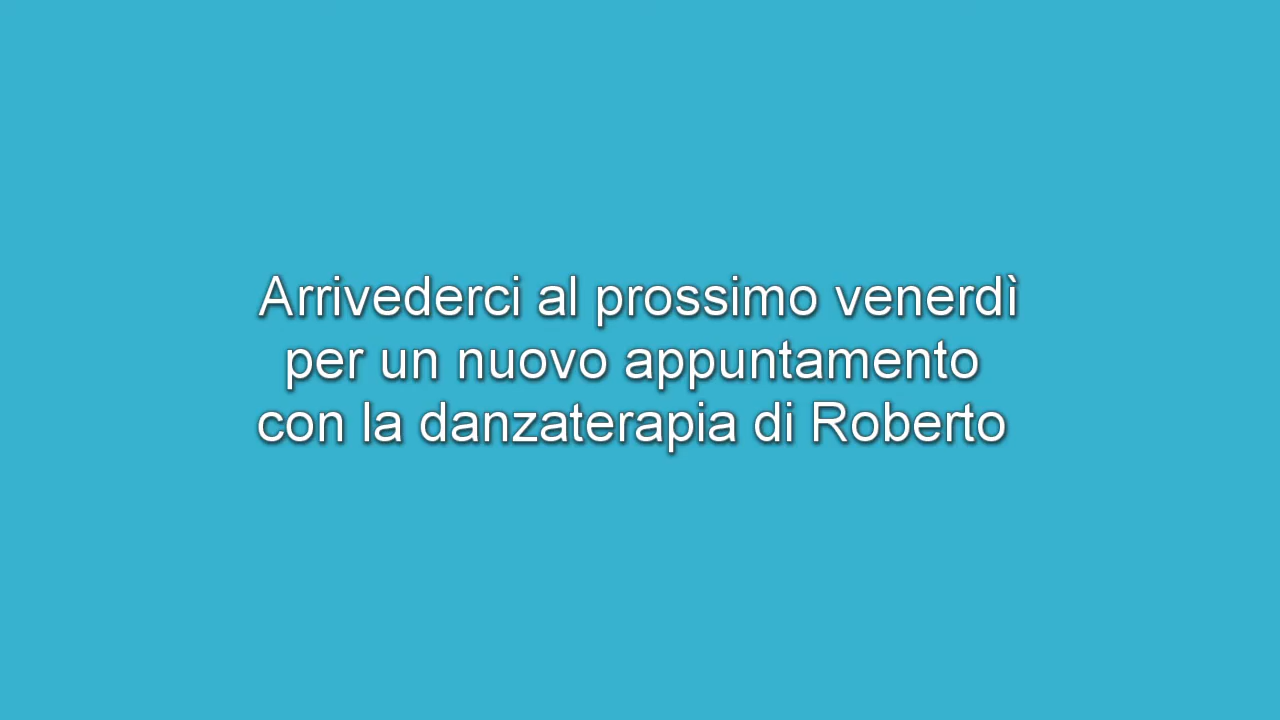 Arrivederci al prossimo venerdì
per un nuovo appuntamento
con la danzaterapia di Roberto